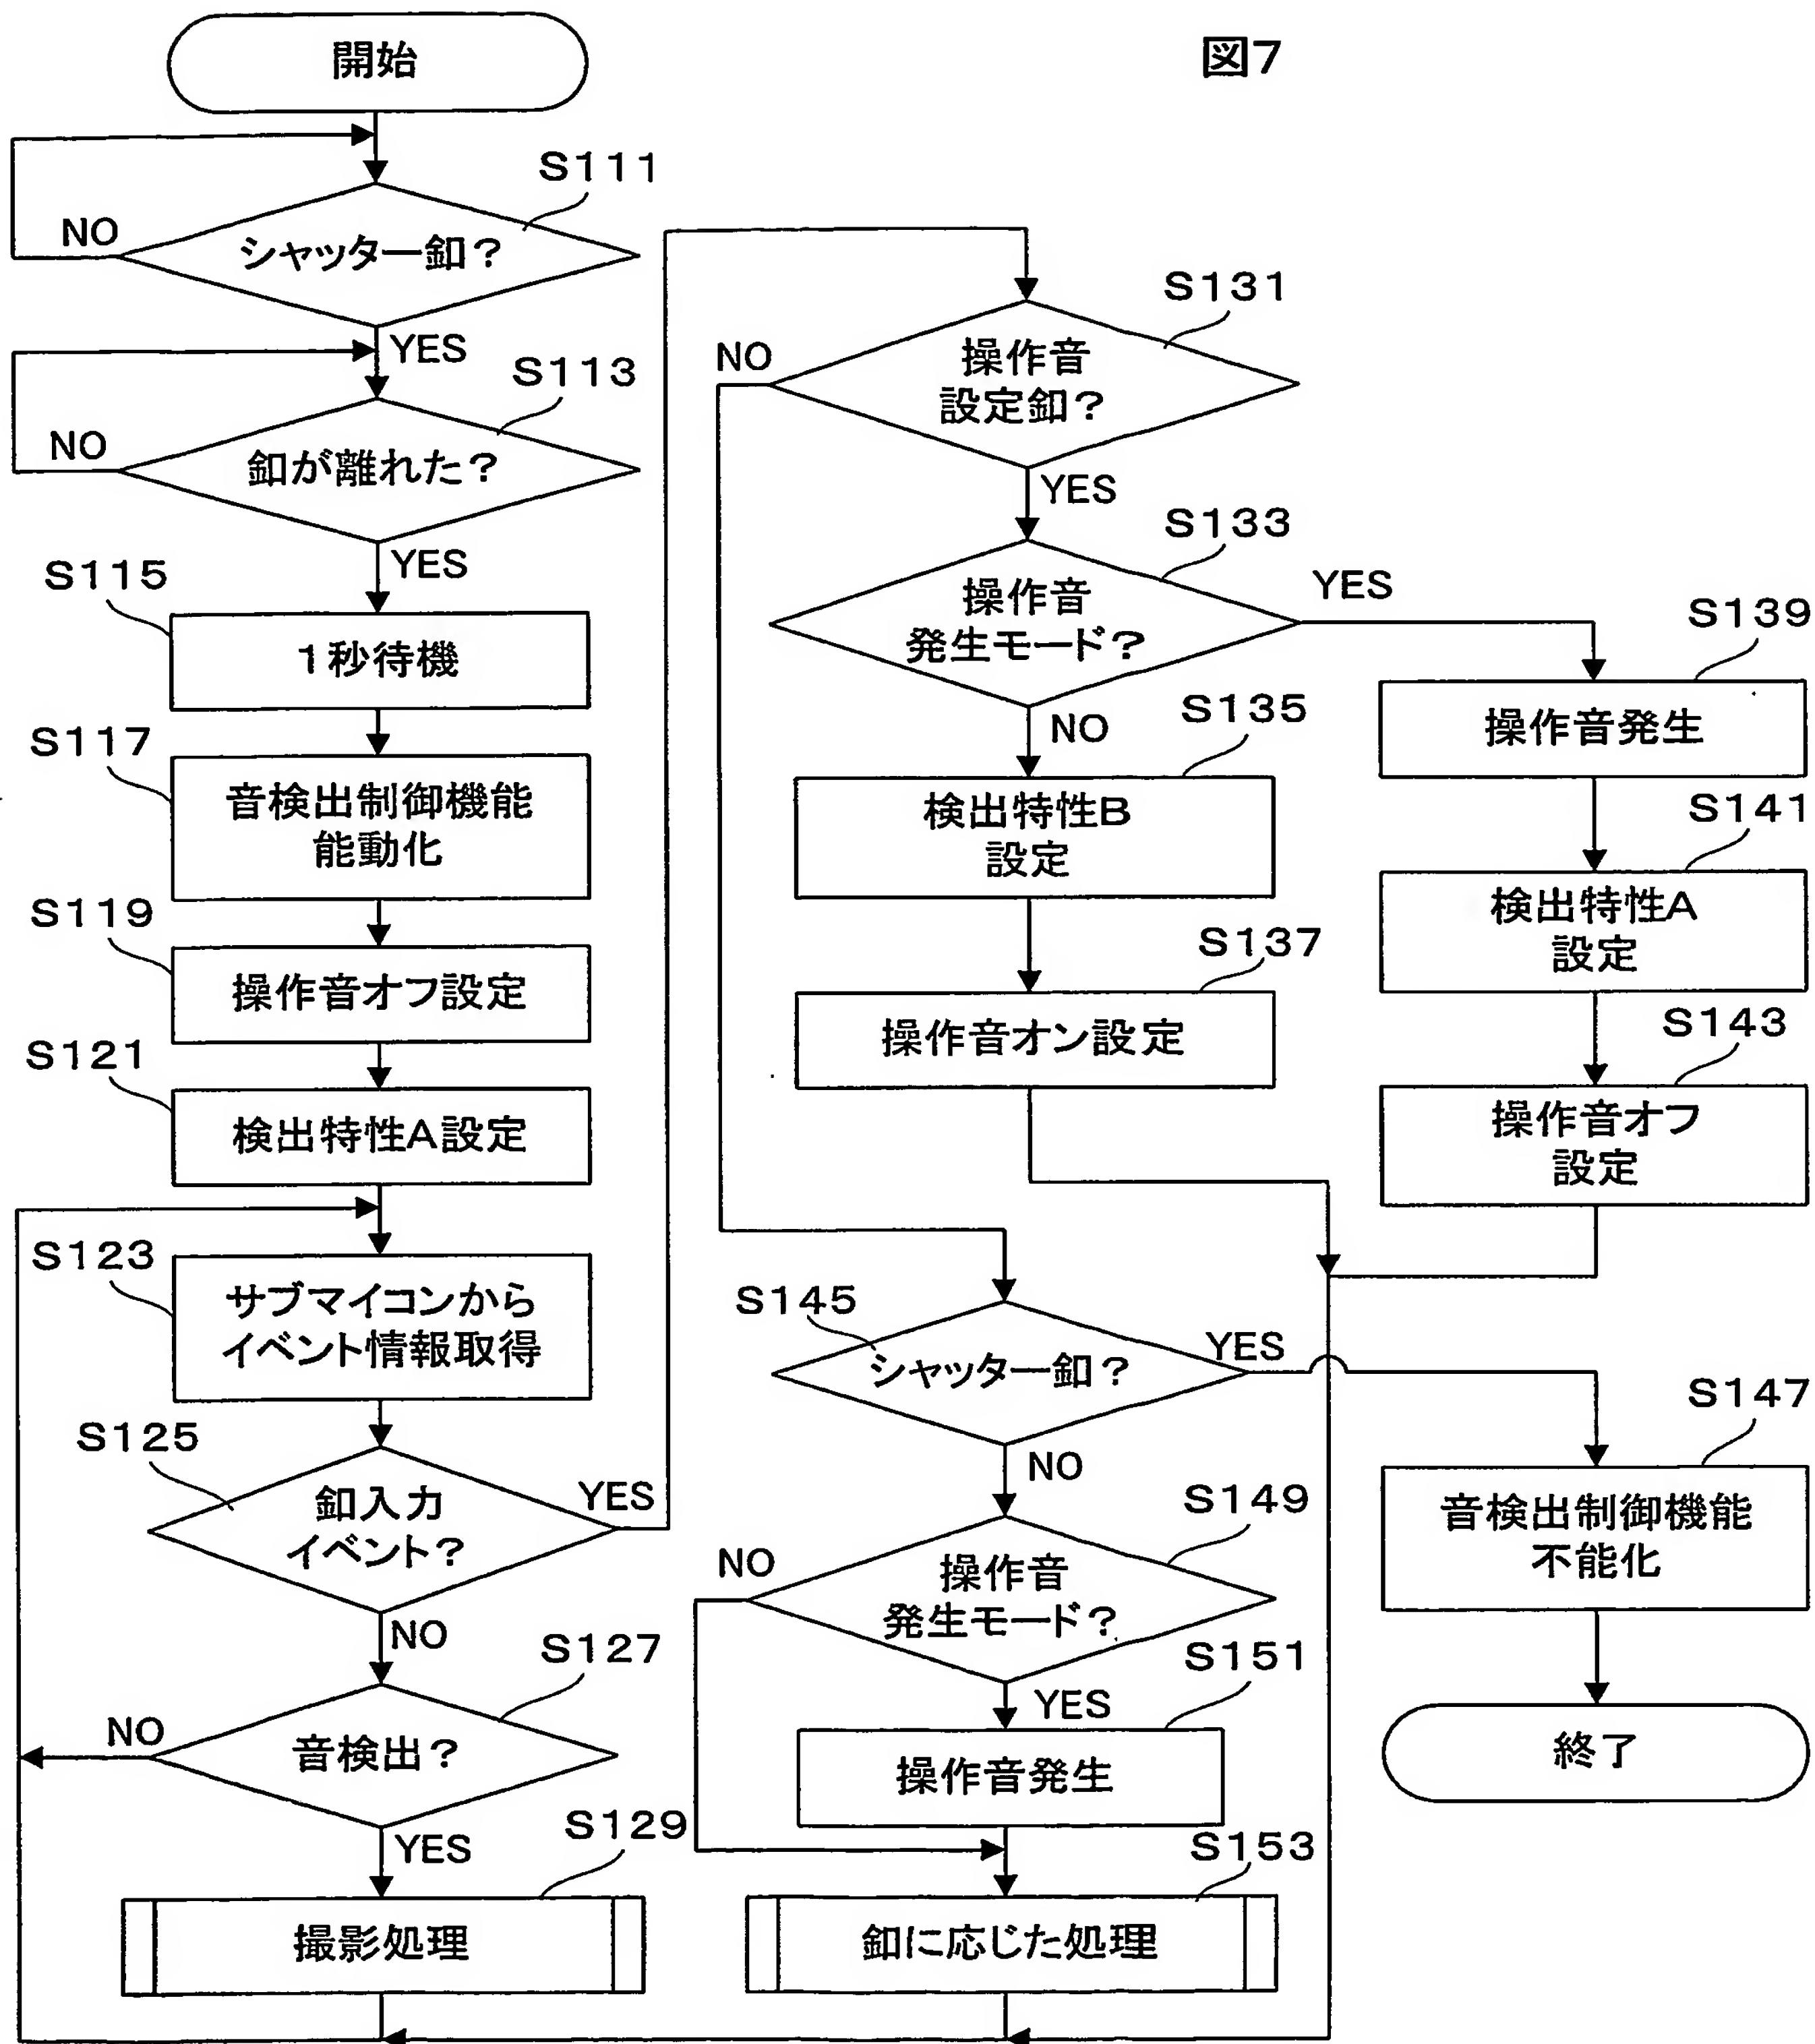 図7
開始
S111
シャッター釦？
NO
YES
S113
釦が離れた？
NO
YES
S115
1秒待機
S117
音検出制御機能
能動化
S119
操作音オフ設定
S121
検出特性A設定
S123
サブマイコンから
イベント情報取得
S125
釦入力
イベント？
YES
NO
S127
音検出？
NO
YES
S129
撮影処理
S131
操作音
設定釦？
NO
YES
S133
操作音
発生モード？
YES
NO
S135
検出特性B
設定
S137
操作音オン設定
S139
操作音発生
S141
検出特性A
設定
S143
操作音オフ
設定
S145
シャッター釦？
YES
NO
S147
音検出制御機能
不能化
終了
S149
操作音
発生モード？
NO
YES
S151
操作音発生
S153
釦に応じた処理